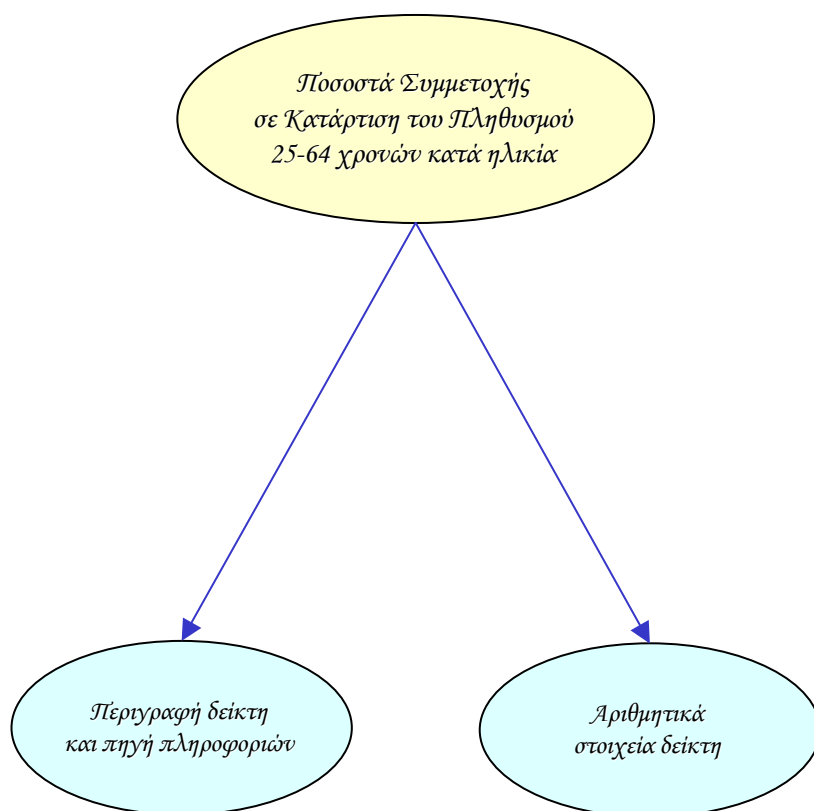 Ποσοστά Συμμετοχής
σε Κατάρτιση του Πληθυσμού
25-64 χρονών κατά ηλικία
Περιγραφή δείκτη
και πηγή πληροφοριών
Αριθμητικά
στοιχεία δείκτη